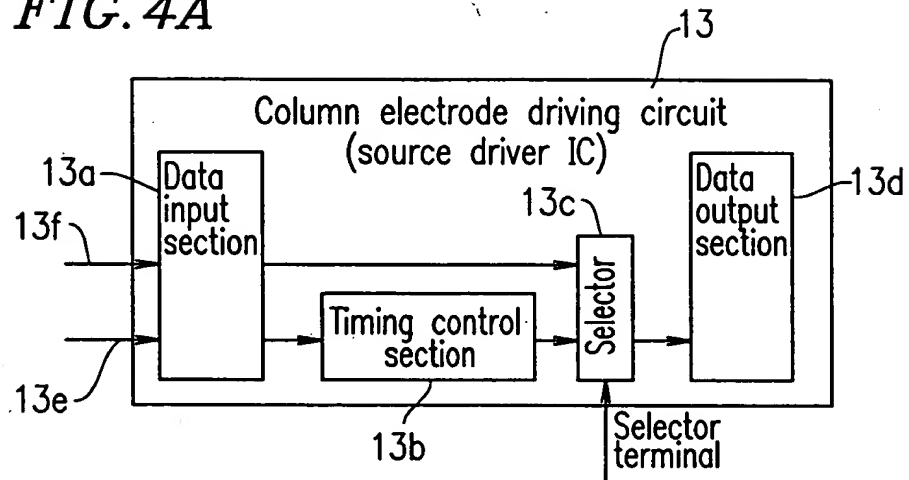 FIG. 4A
13
Column electrode driving circuit
(source driver IC)
13a
Data
input
section
13f
13c
Data
output
section
13d
Selector
Timing control
section
13e
13b
Selector
terminal